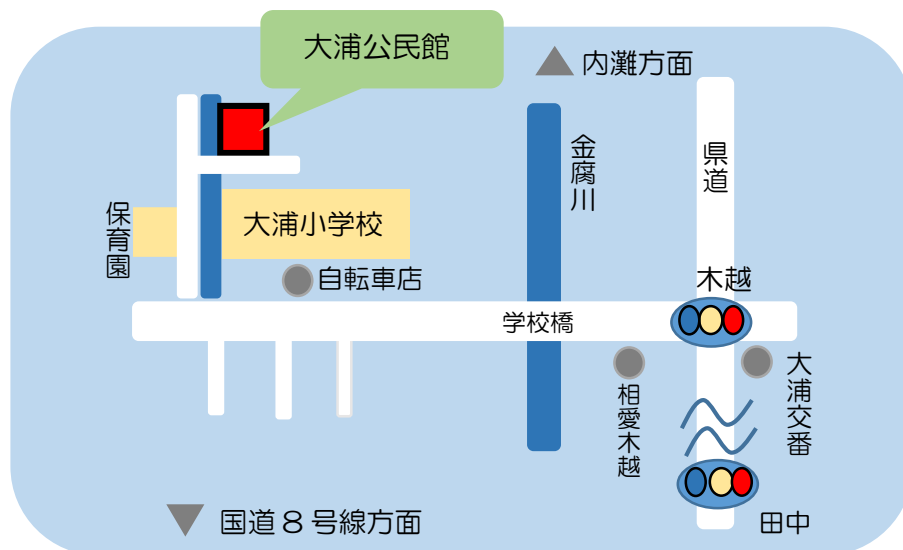 大浦公民館
内灘方面
金腐川
県道
保育園
大浦小学校
自転車店
木越
学校橋
相愛木越
大浦交番
国道8号線方面
田中